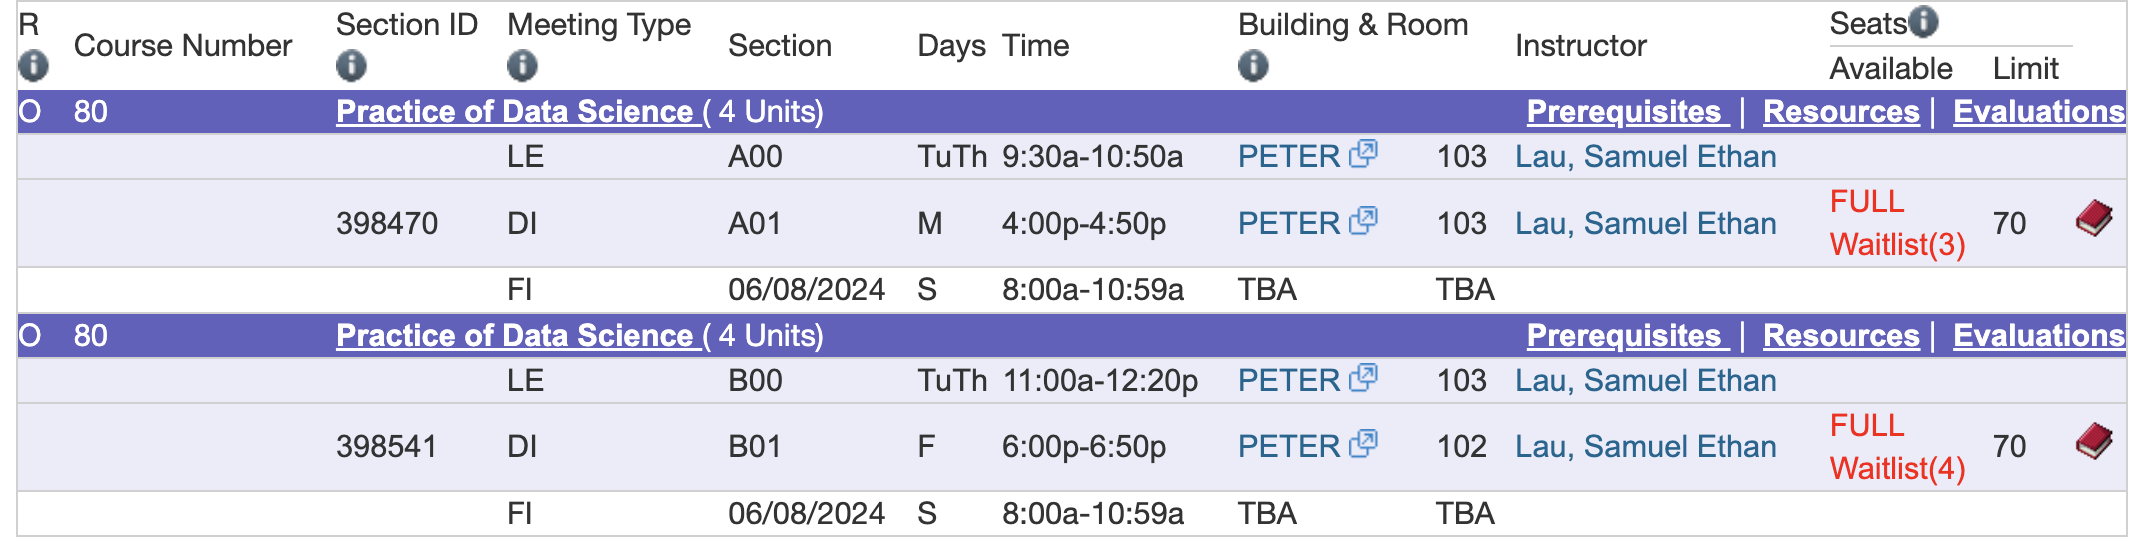 R Course Number Section ID Meeting Type Section Days Time Building & Room Instructor Seats
Available Limit
O 80 Practice of Data Science ( 4 Units) Prerequisites | Resources | Evaluations
LE A00 TuTh 9:30a-10:50a PETER 103 Lau, Samuel Ethan
398470 DI A01 M 4:00p-4:50p PETER 103 Lau, Samuel Ethan FULL Waitlist(3) 70
FI 06/08/2024 S 8:00a-10:59a TBA TBA
O 80 Practice of Data Science ( 4 Units) Prerequisites | Resources | Evaluations
LE B00 TuTh 11:00a-12:20p PETER 103 Lau, Samuel Ethan
398541 DI B01 F 6:00p-6:50p PETER 102 Lau, Samuel Ethan FULL Waitlist(4) 70
FI 06/08/2024 S 8:00a-10:59a TBA TBA